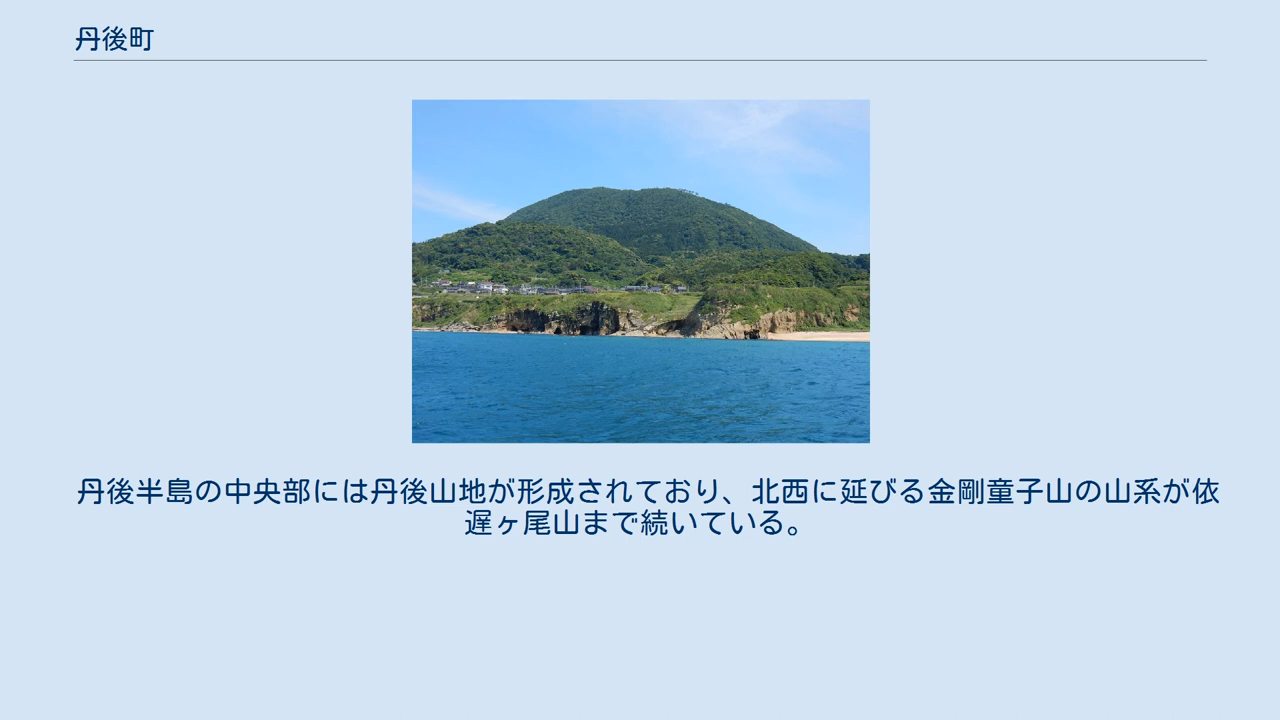 丹後町
丹後半島の中央部には丹後山地が形成されており、北西に延びる金剛童子山の山系が依
遅ヶ尾山まで続いている。